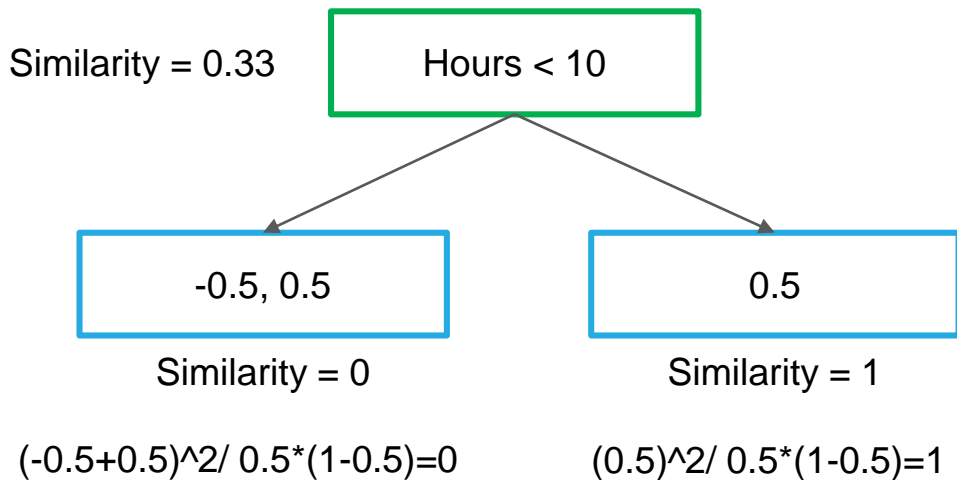 Similarity = 0.33
Hours < 10
-0.5, 0.5
0.5
Similarity = 0
Similarity = 1
(-0.5+0.5)^2/ 0.5*(1-0.5)=0
(0.5)^2/ 0.5*(1-0.5)=1